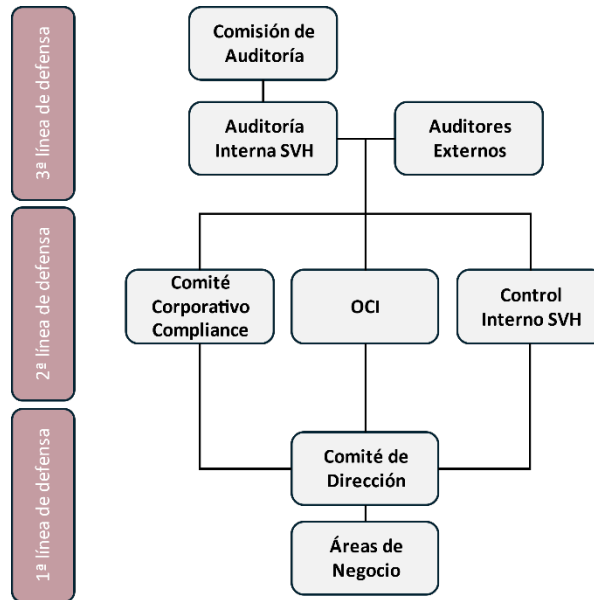 3ª línea de defensa
Comisión de
Auditoría
Auditoría
Interna SVH
Auditores
Externos
2ª línea de defensa
Comité
Corporativo
Compliance
OCI
Control
Interno SVH
1ª línea de defensa
Comité de
Dirección
Áreas de
Negocio